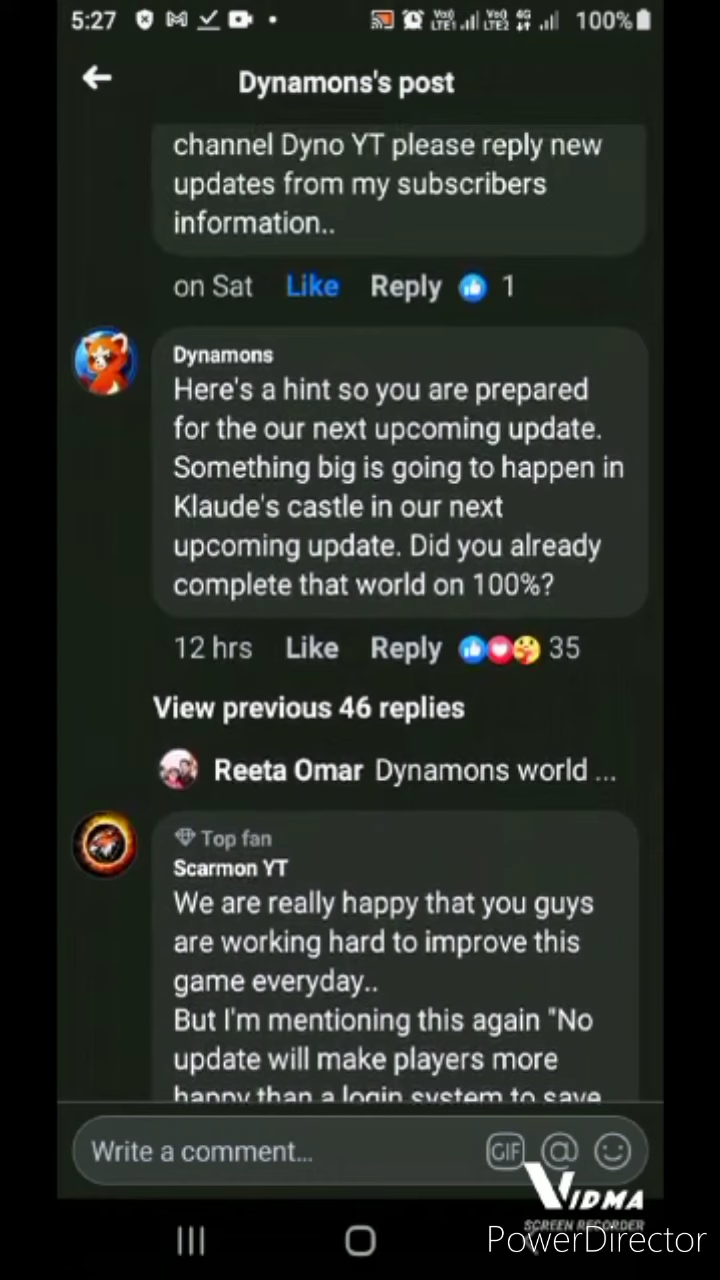 5:27
Vo) LTE1 Vo) LTE2 4G 100%
Dynamons's post
channel Dyno YT please reply new
updates from my subscribers
information..
on Sat Like Reply 1
Dynamons
Here's a hint so you are prepared
for the our next upcoming update.
Something big is going to happen in
Klaude's castle in our next
upcoming update. Did you already
complete that world on 100%?
12 hrs Like Reply 35
View previous 46 replies
Reeta Omar Dynamons world ...
Top fan
Scarmon YT
We are really happy that you guys
are working hard to improve this
game everyday..
But I'm mentioning this again "No
update will make players more
happy than a login system to save
Write a comment... GIF @
VIDMA
SCREEN RECORDER
PowerDirector